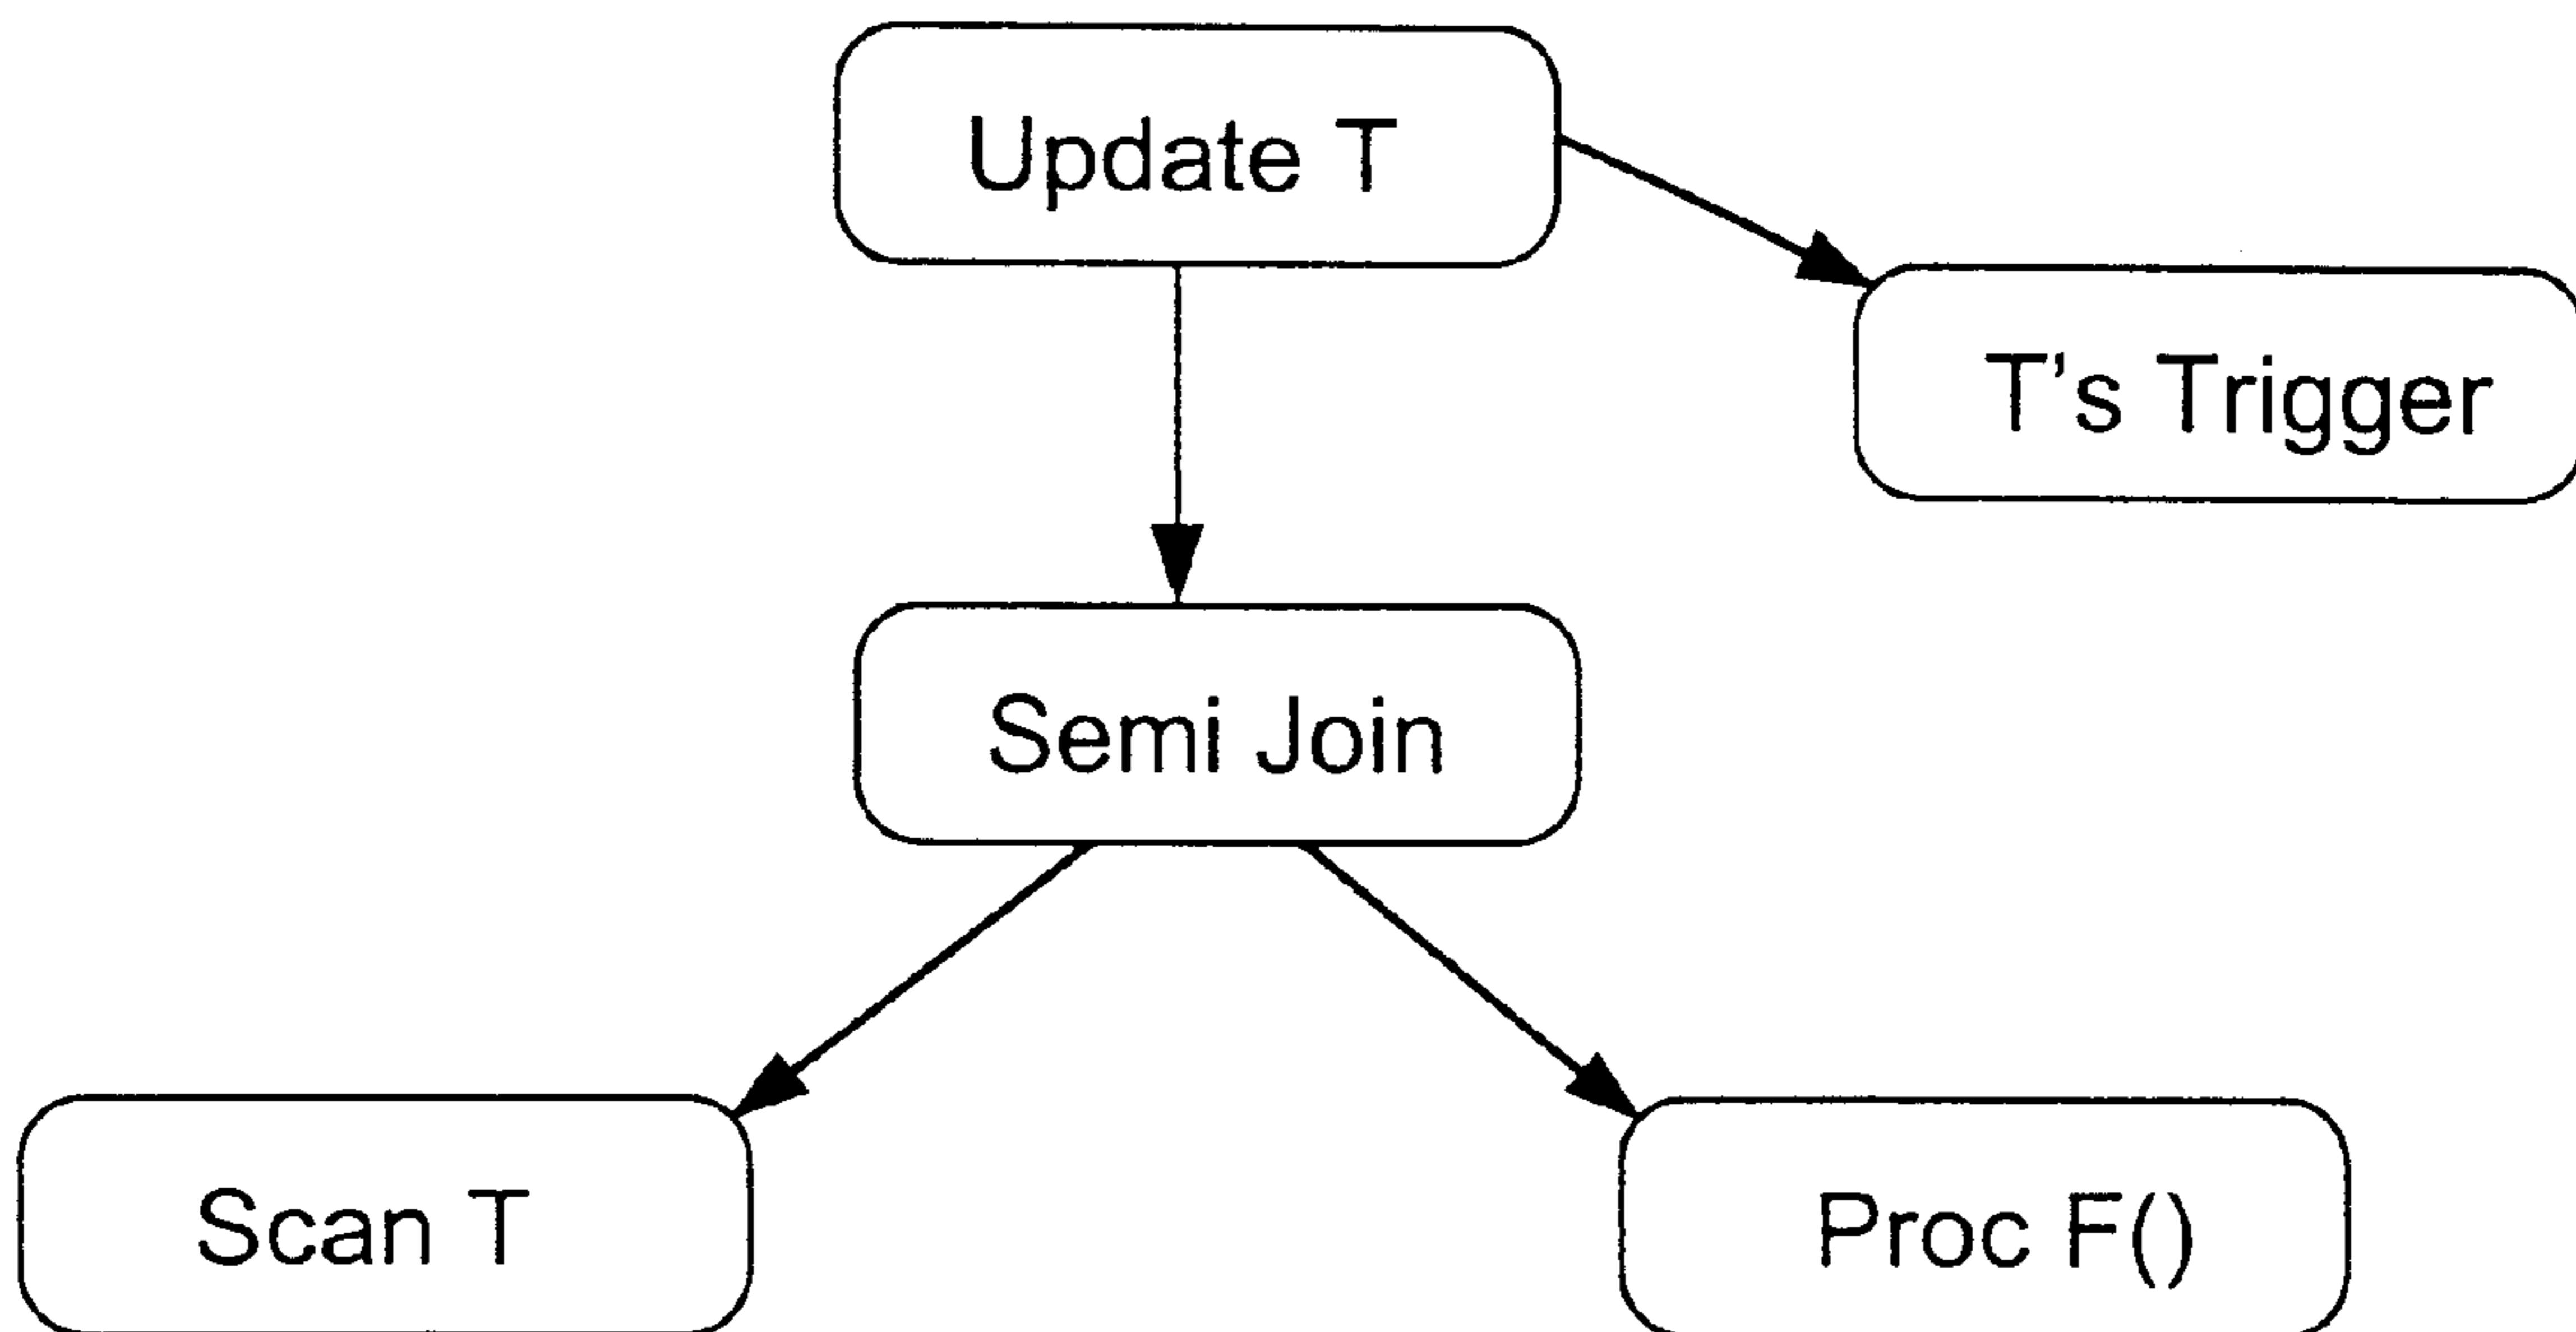 Update T
T's Trigger
Semi Join
Scan T
Proc F()